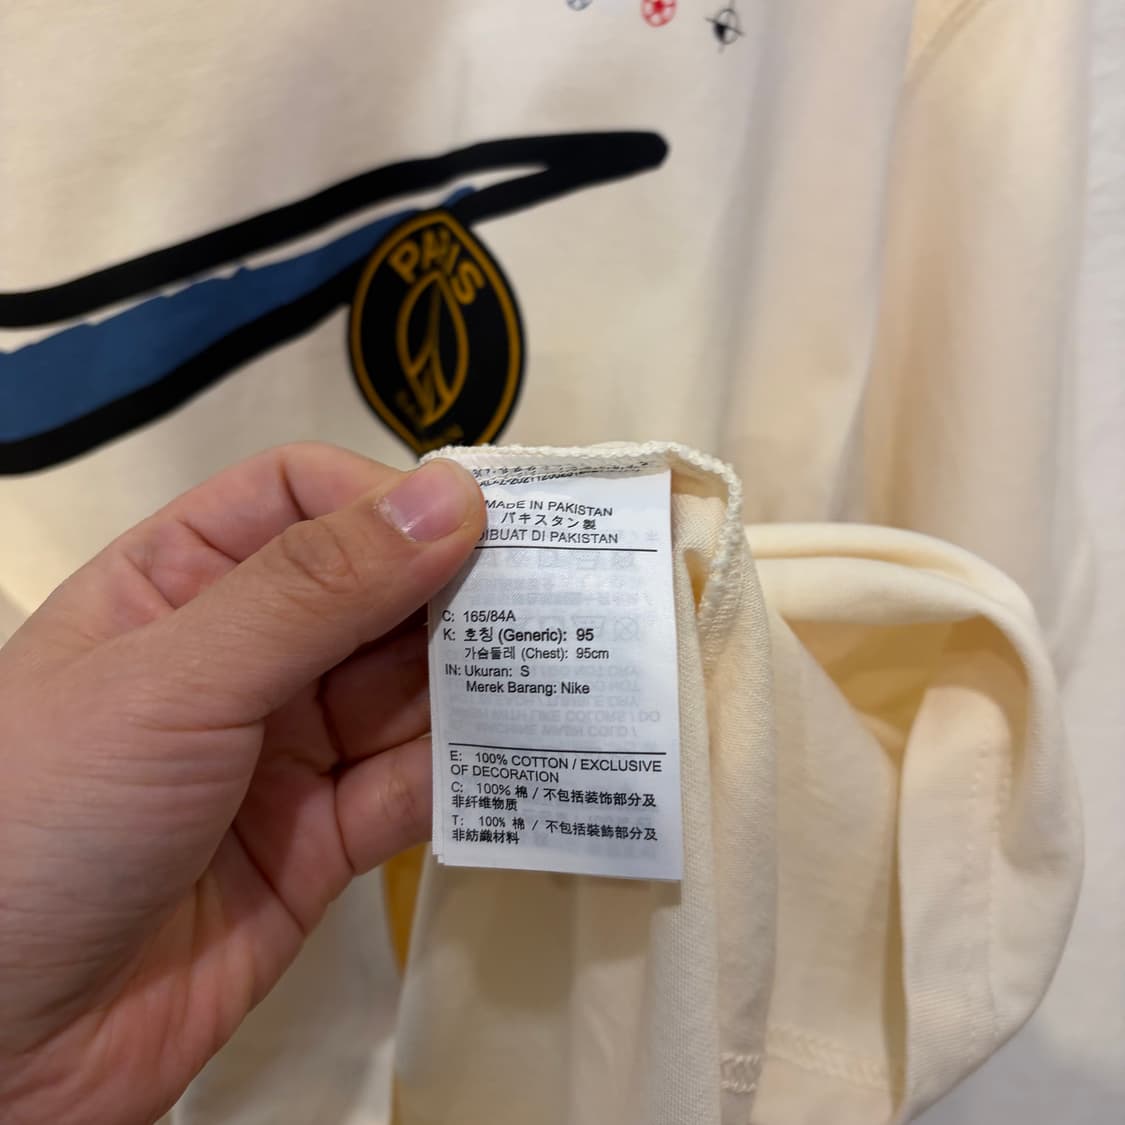 PARIS
MADE IN PAKISTAN
パキスタン製
DIBUAT DI PAKISTAN
C: 165/84A
K: 호칭 (Generic): 95
가슴둘레 (Chest): 95cm
IN: Ukuran: S
Merek Barang: Nike
E: 100% COTTON / EXCLUSIVE
OF DECORATION
C: 100% 棉 / 不包括装饰部分及
非纤维物质
T: 100% 棉 / 不包括裝飾部分及
非紡織材料